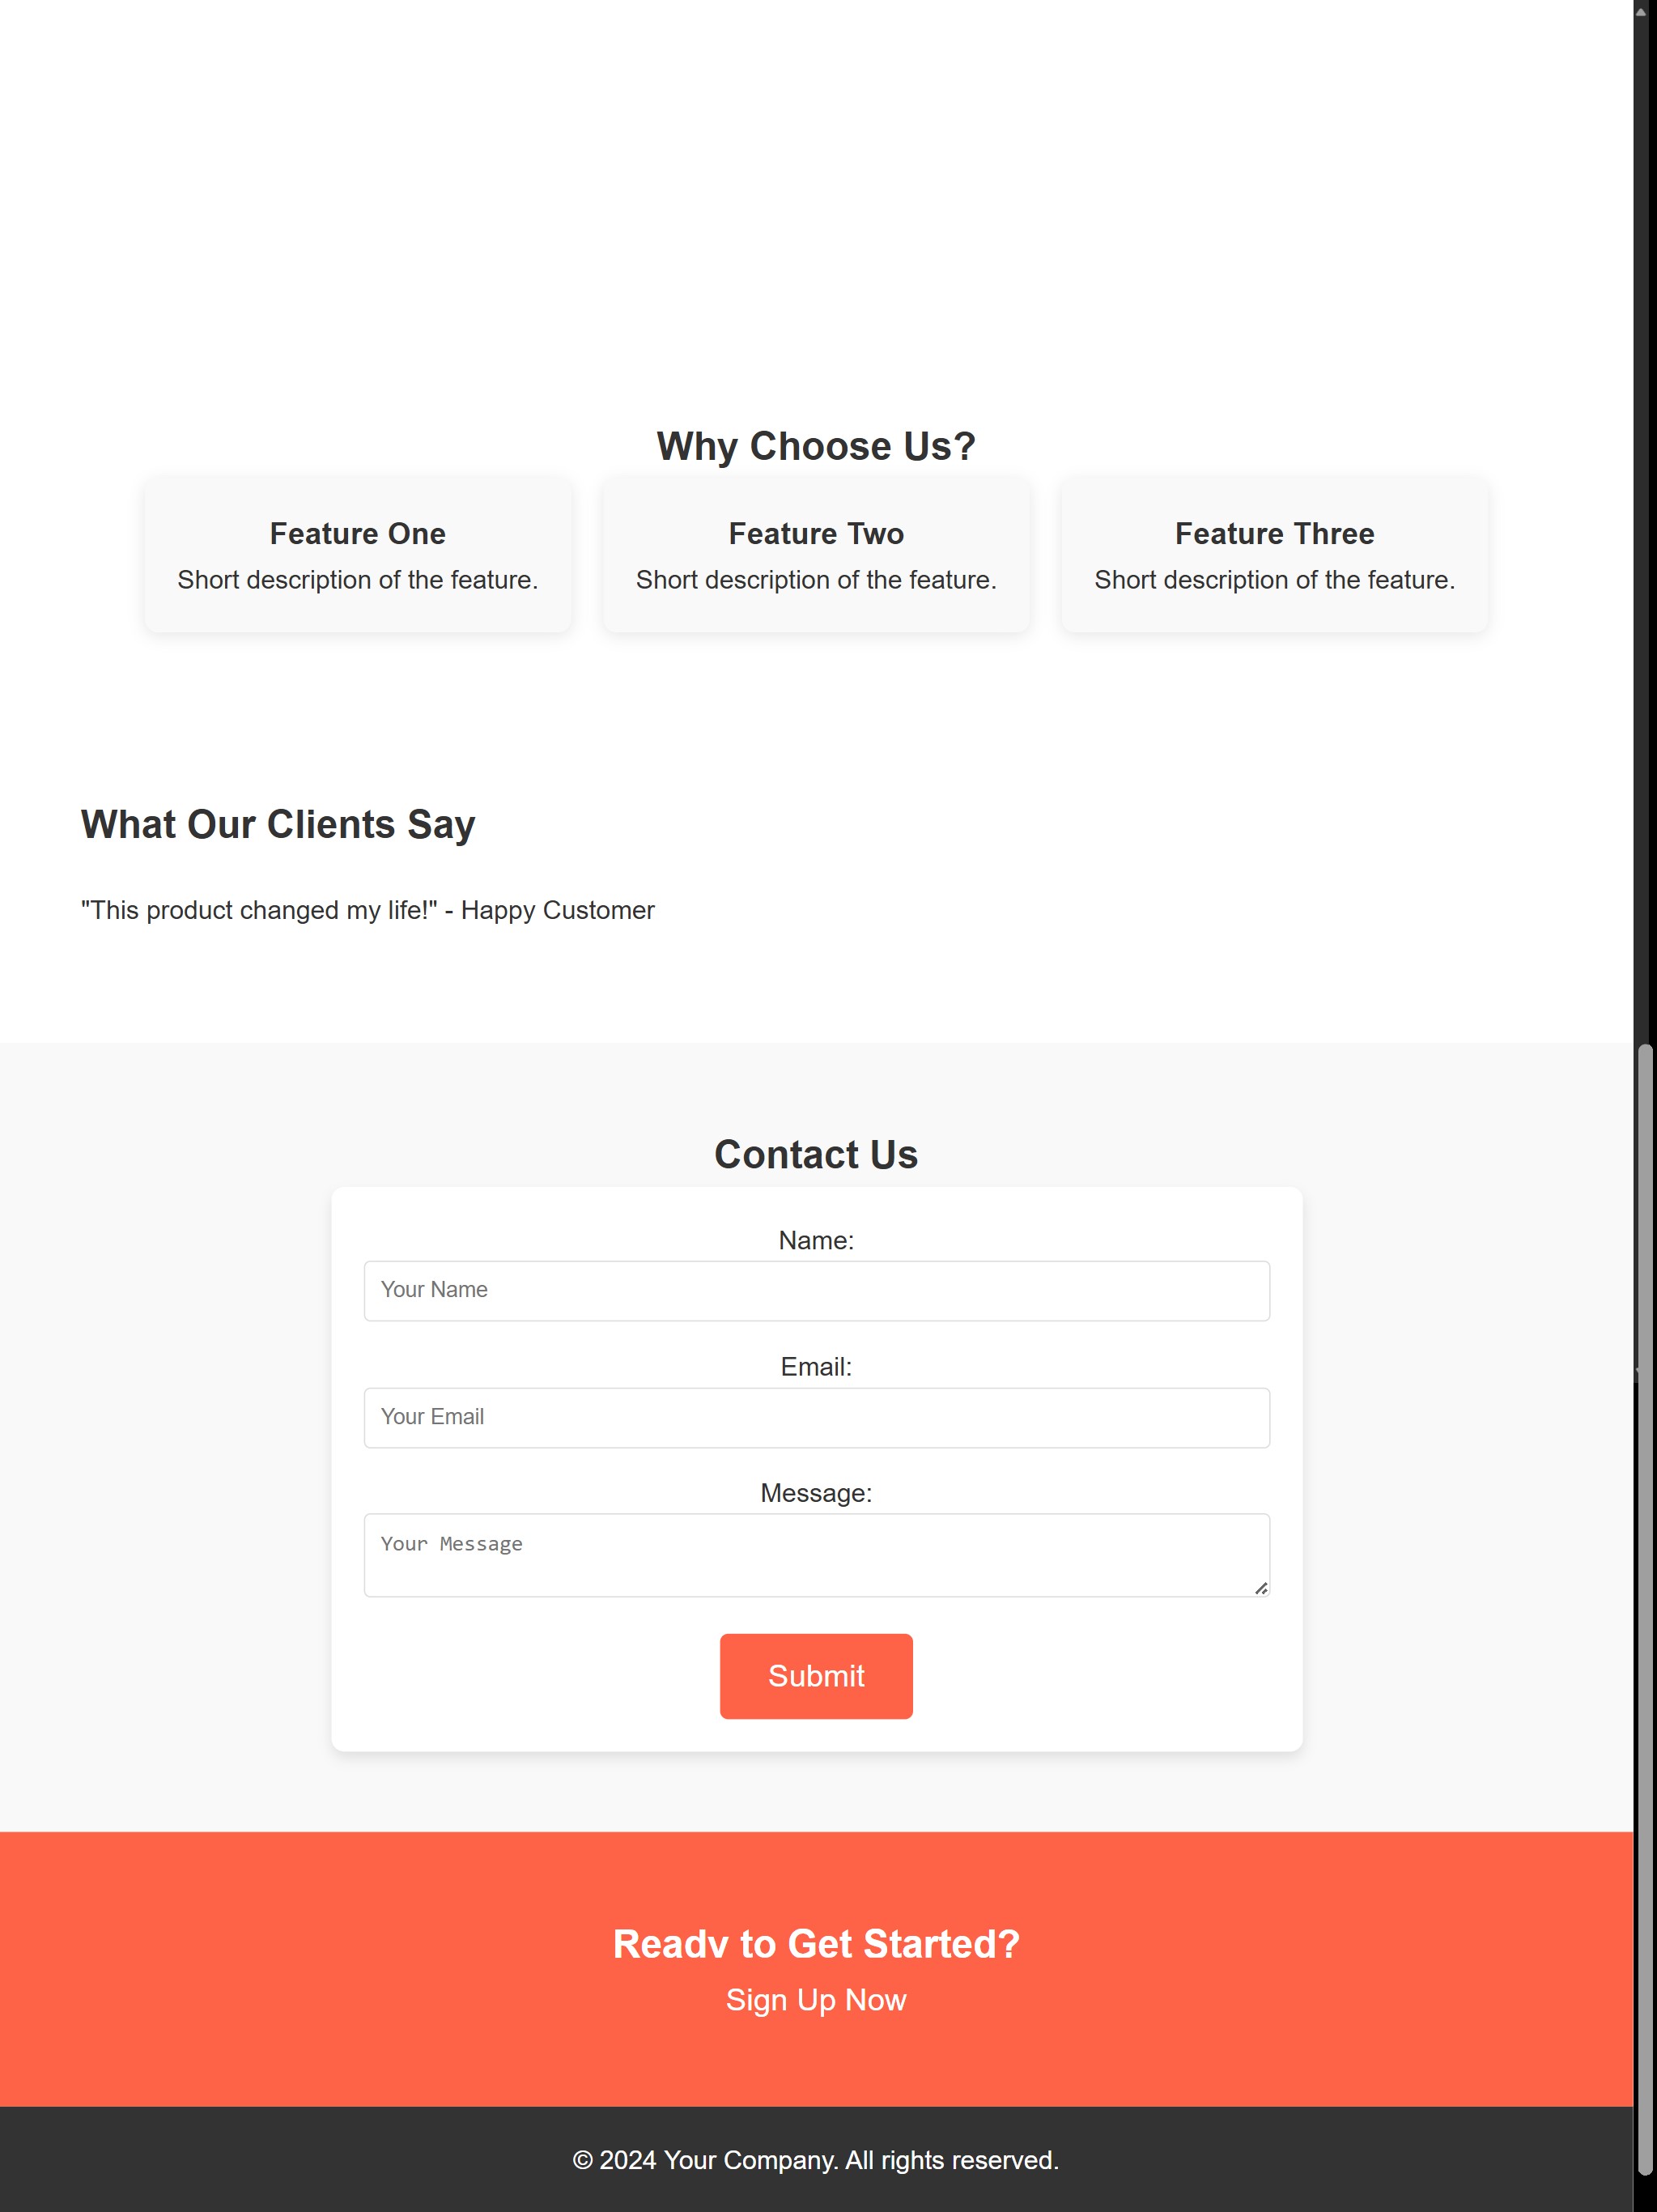 Why Choose Us?
Feature One
Short description of the feature.
Feature Two
Short description of the feature.
Feature Three
Short description of the feature.
What Our Clients Say
"This product changed my life!" - Happy Customer
Contact Us
Name:
Your Name
Email:
Your Email
Message:
Your Message
Submit
Ready to Get Started?
Sign Up Now
© 2024 Your Company. All rights reserved.